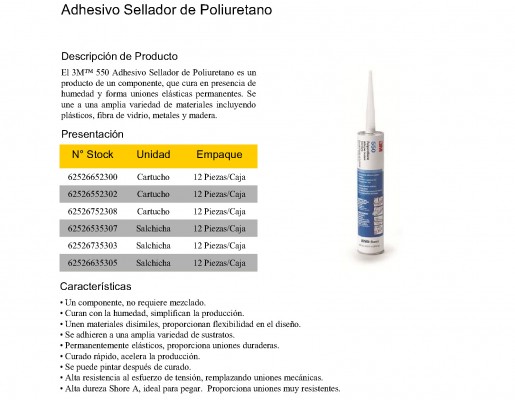 Adhesivo Sellador de Poliuretano
Descripción de Producto
El 3M™ 550 Adhesivo Sellador de Poliuretano es un
producto de un componente, que cura en presencia de
humedad y forma uniones elásticas permanentes. Se
une a una amplia variedad de materiales incluyendo
plásticos, fibra de vidrio, metales y madera.
Presentación
N° Stock Unidad Empaque
62526652300 Cartucho 12 Piezas/Caja
62526552302 Cartucho 12 Piezas/Caja
62526752308 Cartucho 12 Piezas/Caja
62526535307 Salchicha 12 Piezas/Caja
62526735303 Salchicha 12 Piezas/Caja
62526635305 Salchicha 12 Piezas/Caja
Características
• Un componente, no requiere mezclado.
• Curan con la humedad, simplifican la producción.
• Unen materiales disimiles, proporcionan flexibilidad en el diseño.
• Se adhieren a una amplia variedad de sustratos.
• Permanentemente elásticos, proporciona uniones duraderas.
• Curado rápido, acelera la producción.
• Se puede pintar después de curado.
• Alta resistencia al esfuerzo de tensión, remplazando uniones mecánicas.
• Alta dureza Shore A, ideal para pegar. Proporciona uniones muy resistentes.
3M
550